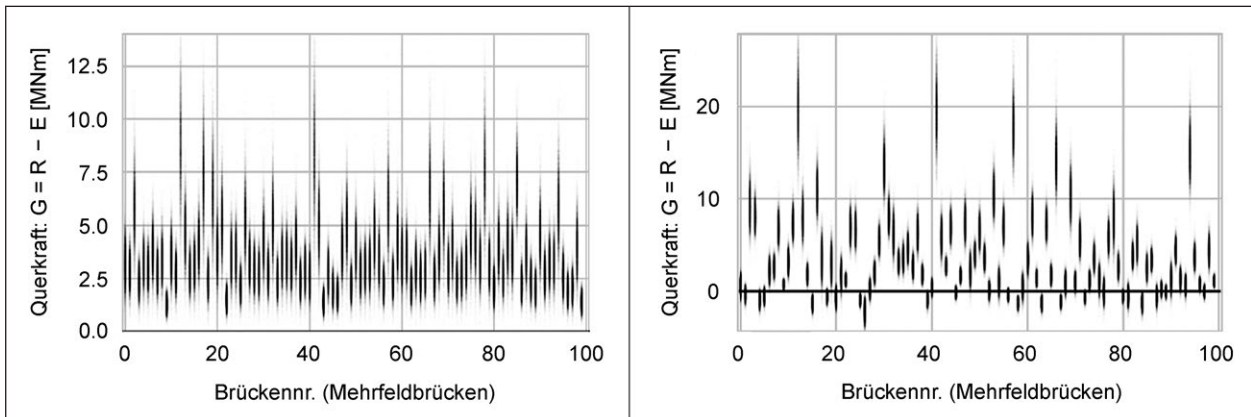 Querkraft: G = R − E [MNm]
12.5
10.0
7.5
5.0
2.5
0.0
0 20 40 60 80 100
Brückennr. (Mehrfeldbrücken)
Querkraft: G = R − E [MNm]
20
10
0
0 20 40 60 80 100
Brückennr. (Mehrfeldbrücken)